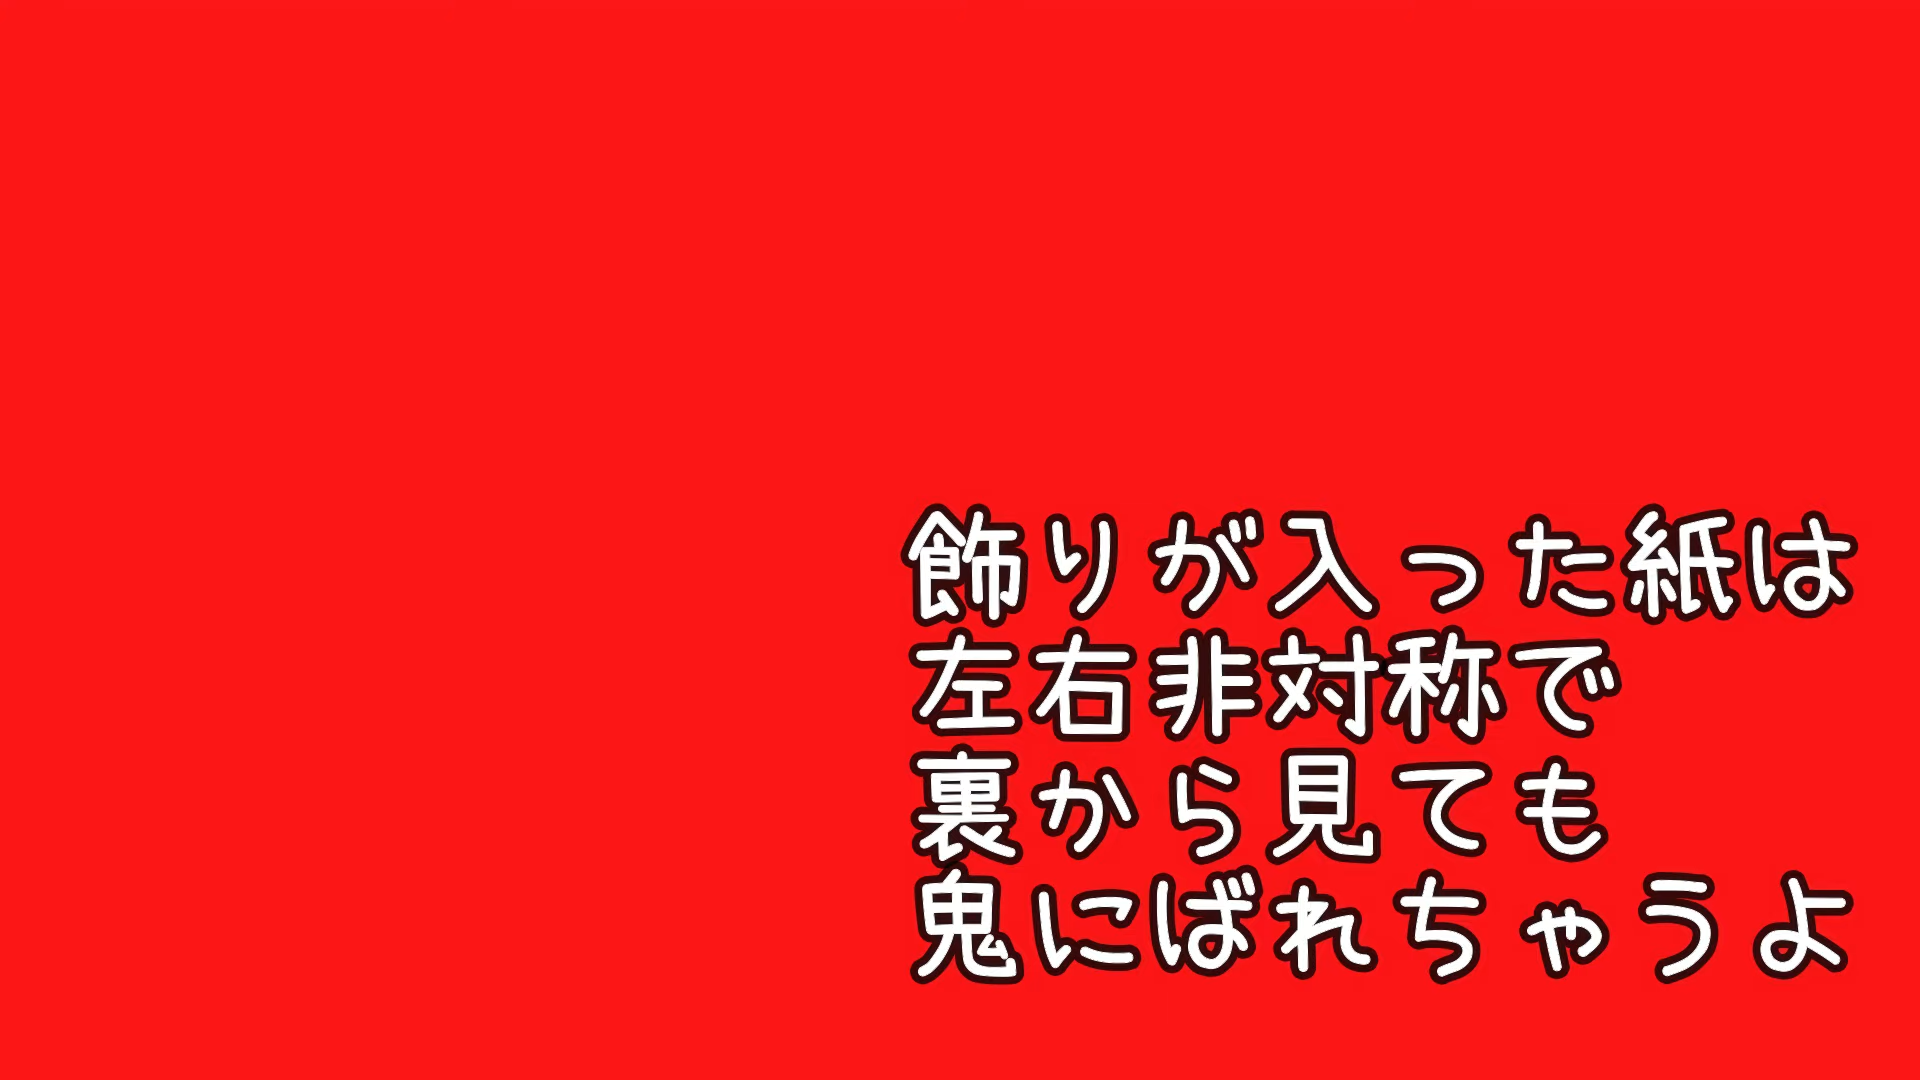 飾りが入った紙は
左右非対称で
裏から見ても
鬼にばれちゃうよ